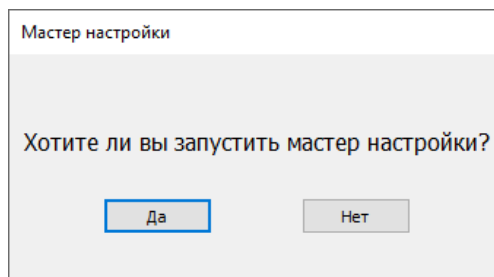 Мастер настройки
Хотите ли вы запустить мастер настройки?
Да
Нет